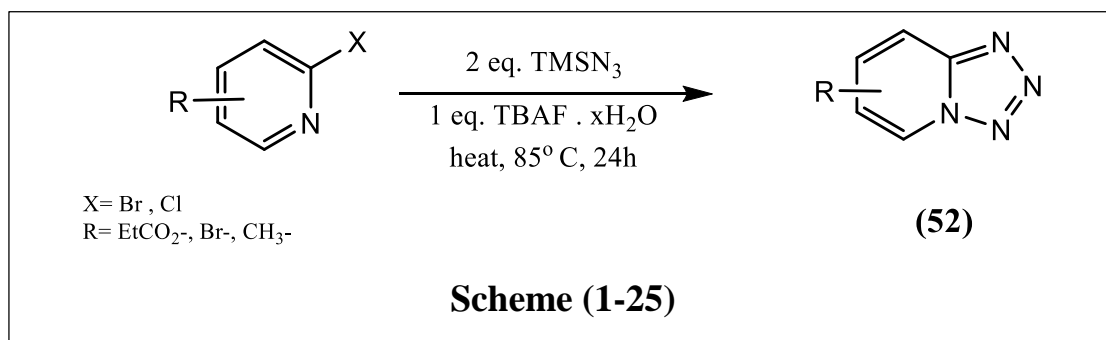 X
R
N
2 eq. TMSN₃
1 eq. TBAF . xH₂O
heat, 85° C, 24h
R
N
N
N
N
X= Br , Cl
R= EtCO₂-, Br-, CH₃-
(52)
Scheme (1-25)